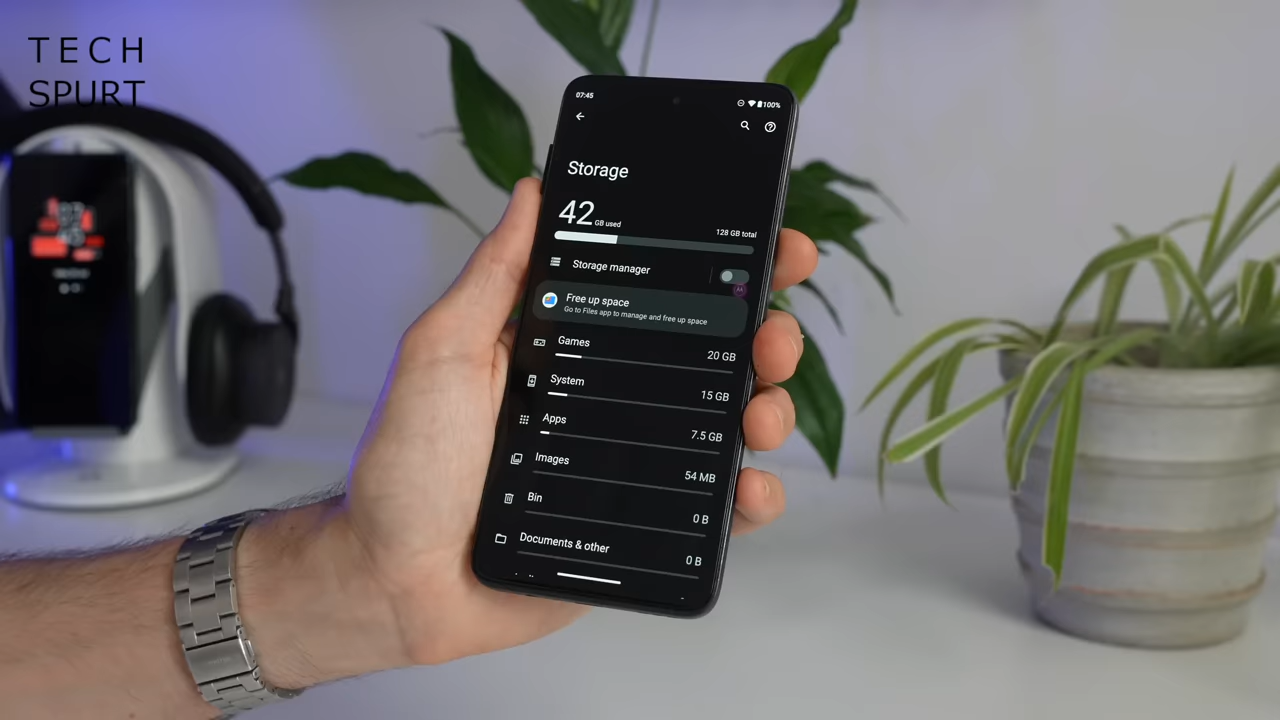 TECH
SPURT
07:45
100%
Storage
42 GB used
128 GB total
Storage manager
Free up space
Go to Files app to manage and free up space
Games
20 GB
System
15 GB
Apps
7.5 GB
Images
54 MB
Bin
0 B
Documents & other
0 B